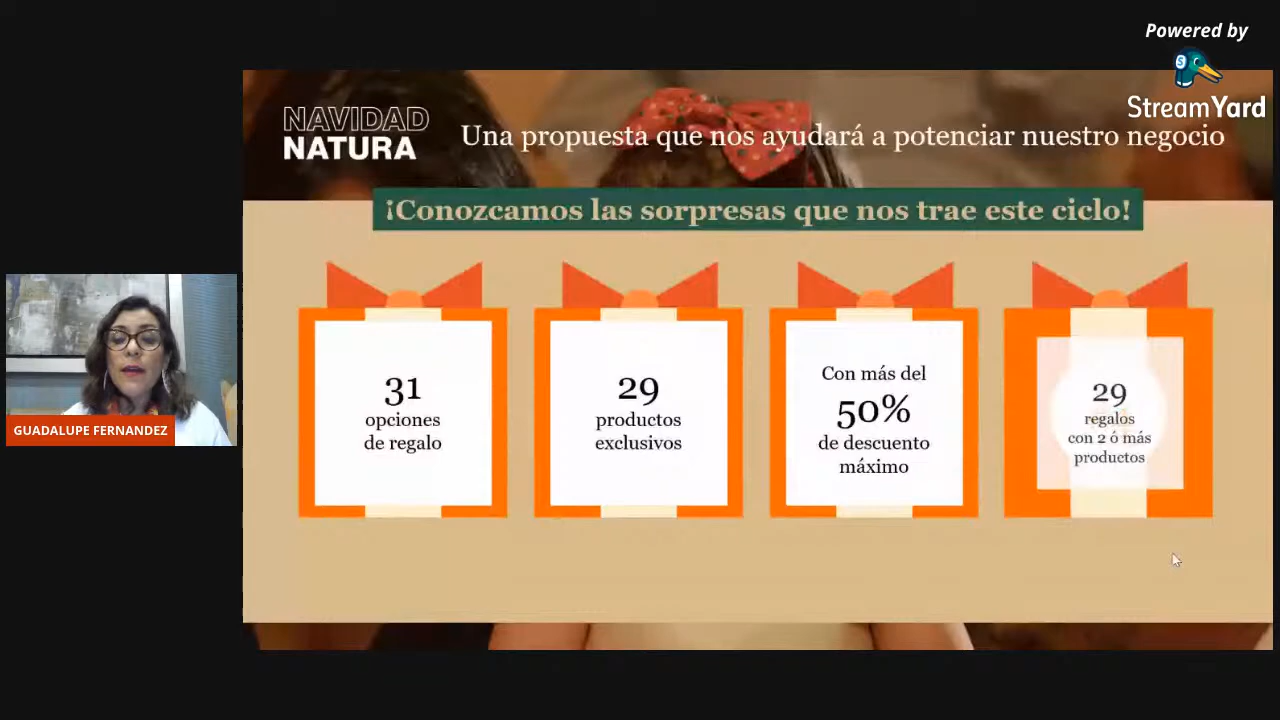 Powered by
StreamYard
NAVIDAD
NATURA
Una propuesta que nos ayudará a potenciar nuestro negocio
¡Conozcamos las sorpresas que nos trae este ciclo!
31
opciones
de regalo
29
productos
exclusivos
Con más del
50%
de descuento
máximo
29
regalos
con 2 ó más
productos
GUADALUPE FERNANDEZ